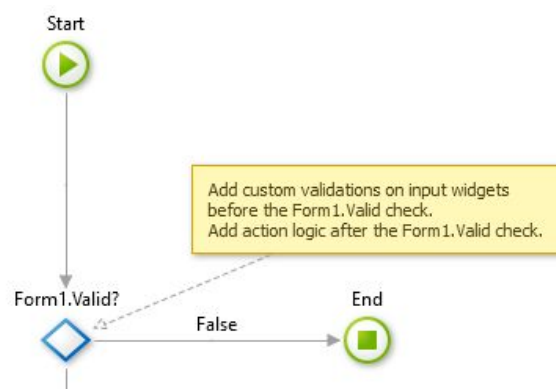 Start
Add custom validations on input widgets
before the Form1.Valid check.
Add action logic after the Form1.Valid check.
Form1.Valid?
End
False